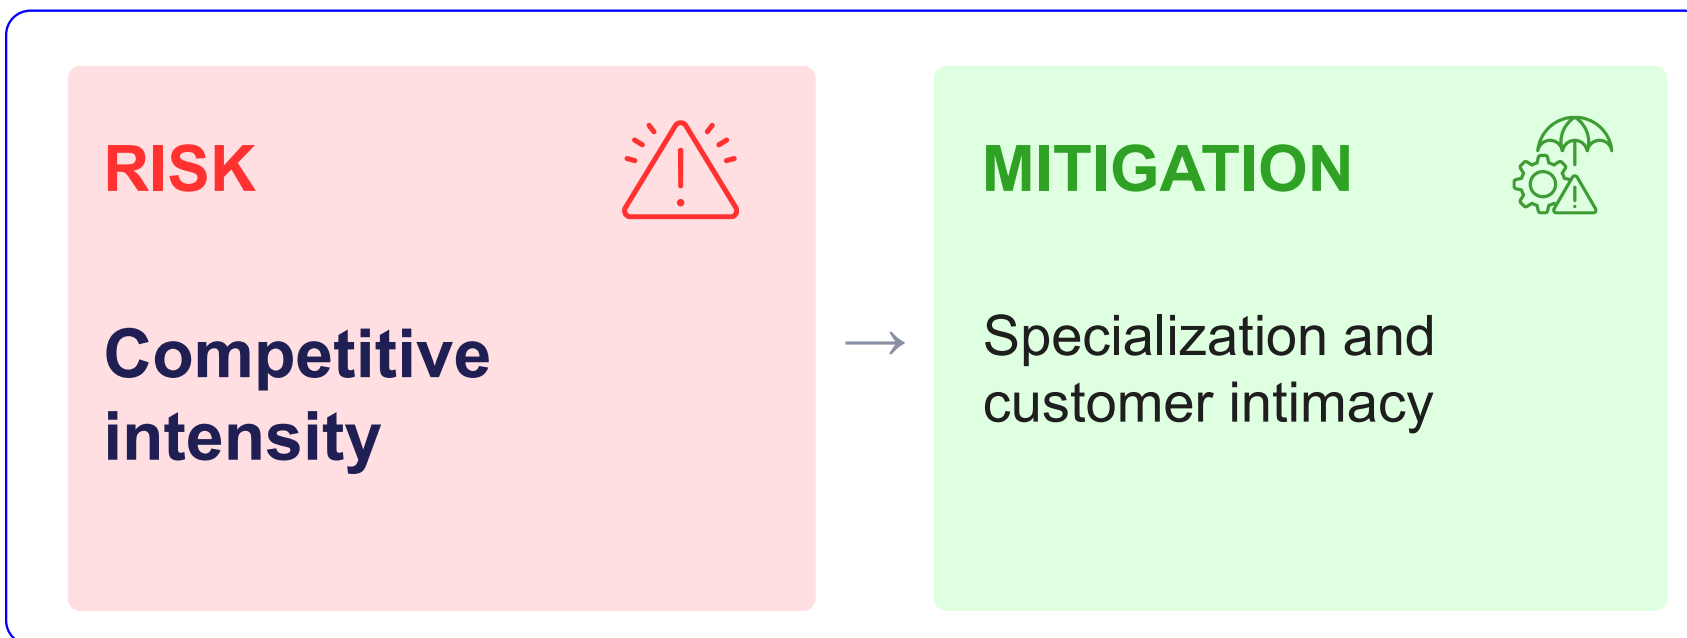 RISK
Competitive
intensity
→
MITIGATION
Specialization and
customer intimacy